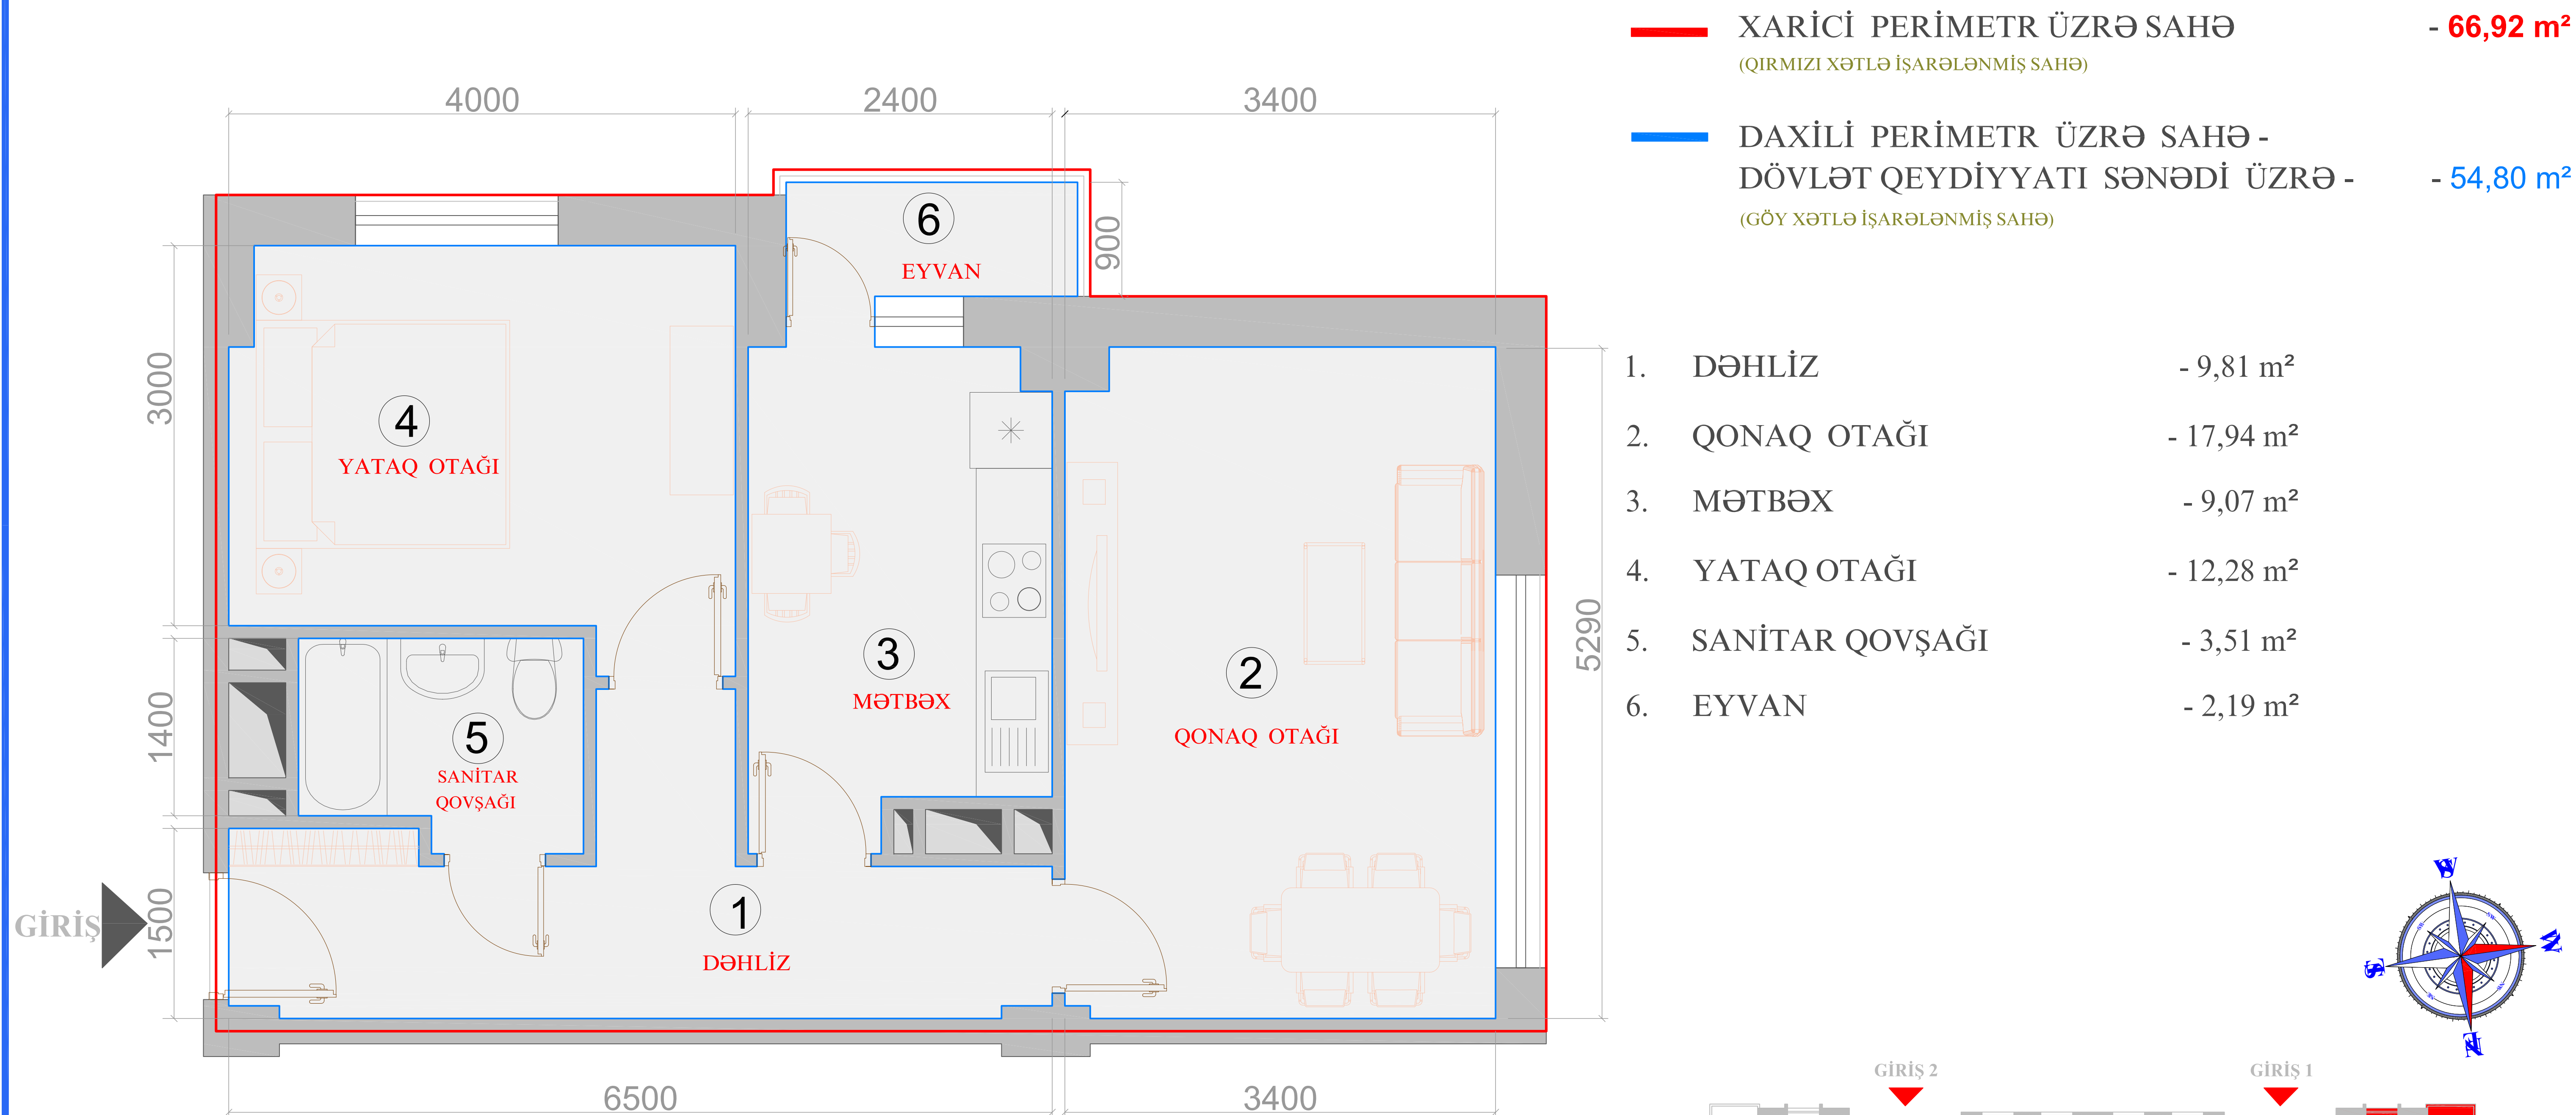 XARİCİ PERİMETR ÜZRƏ SAHƏ - 66,92 m²
(QIRMIZI XƏTLƏ İŞARƏLƏNMİŞ SAHƏ)
DAXİLİ PERİMETR ÜZRƏ SAHƏ -
DÖVLƏT QEYDİYYATI SƏNƏDİ ÜZRƏ - - 54,80 m²
(GÖY XƏTLƏ İŞARƏLƏNMİŞ SAHƏ)
4000
2400
3400
6
EYVAN
900
3000
4
YATAQ OTAĞI
3
MƏTBƏX
2
QONAQ OTAĞI
5290
1400
5
SANİTAR
QOVŞAĞI
GİRİŞ
1500
1
DƏHLİZ
6500
3400
1. DƏHLİZ - 9,81 m²
2. QONAQ OTAĞI - 17,94 m²
3. MƏTBƏX - 9,07 m²
4. YATAQ OTAĞI - 12,28 m²
5. SANİTAR QOVŞAĞI - 3,51 m²
6. EYVAN - 2,19 m²
GİRİŞ 2
GİRİŞ 1